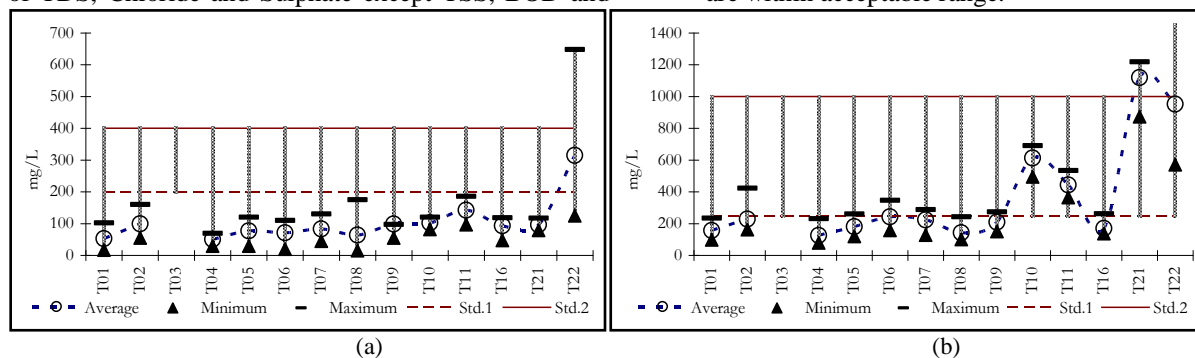 are within acceptable range.
700
600
500
400
300
200
100
0
mg/L
T01 T02 T03 T04 T05 T06 T07 T08 T09 T10 T11 T16 T21 T22
Average Minimum Maximum Std.1 Std.2
(a)
1400
1200
1000
800
600
400
200
0
mg/L
T01 T02 T03 T04 T05 T06 T07 T08 T09 T10 T11 T16 T21 T22
Average Minimum Maximum Std.1 Std.2
(b)